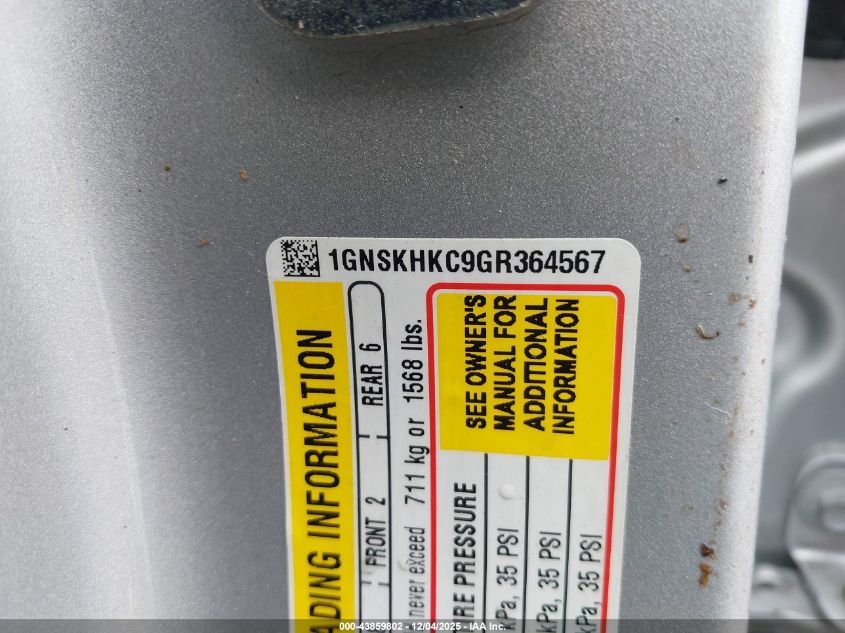 1GNSKHKC9GR364567
ADING INFORMATION
FRONT 2 REAR 6
never exceed 711 kg or 1568 lbs.
SEE OWNER'S
MANUAL FOR
ADDITIONAL
INFORMATION
RE PRESSURE
kPa, 35 PSI
kPa, 35 PSI
kPa, 35 PSI
000-43859802 - 12/04/2025 - IAA Inc.